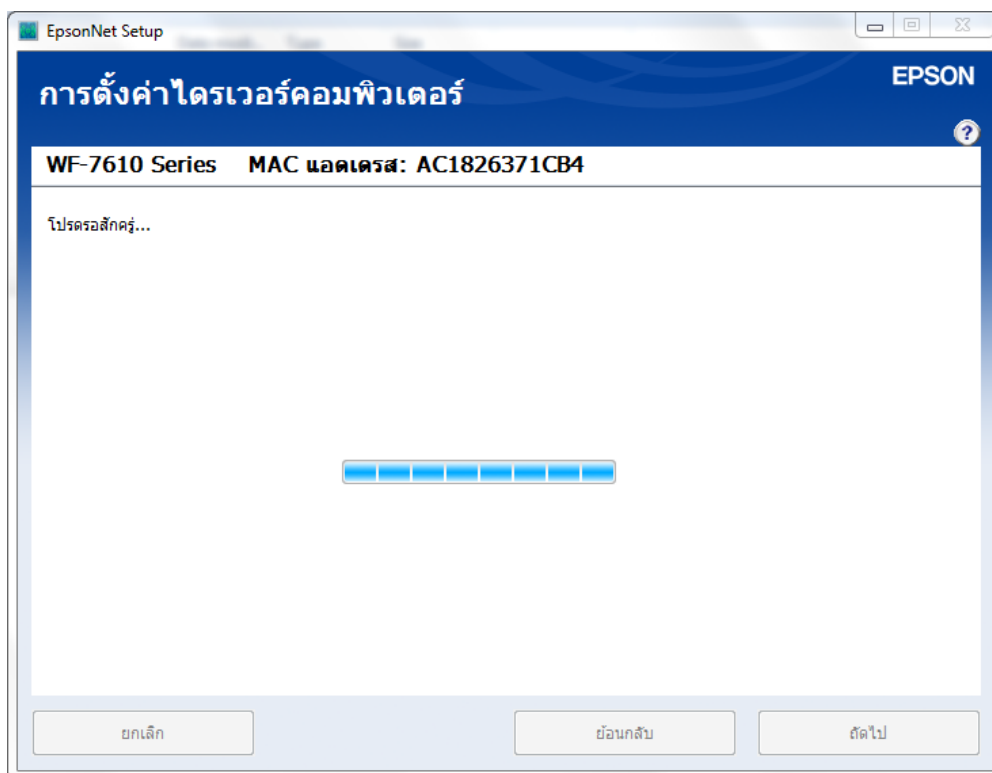 EpsonNet Setup
EPSON
การตั้งค่าไดรเวอร์คอมพิวเตอร์
?
WF-7610 Series MAC แอดเดรส: AC1826371CB4
โปรดรอสักครู่...
ยกเลิก ย้อนกลับ ถัดไป